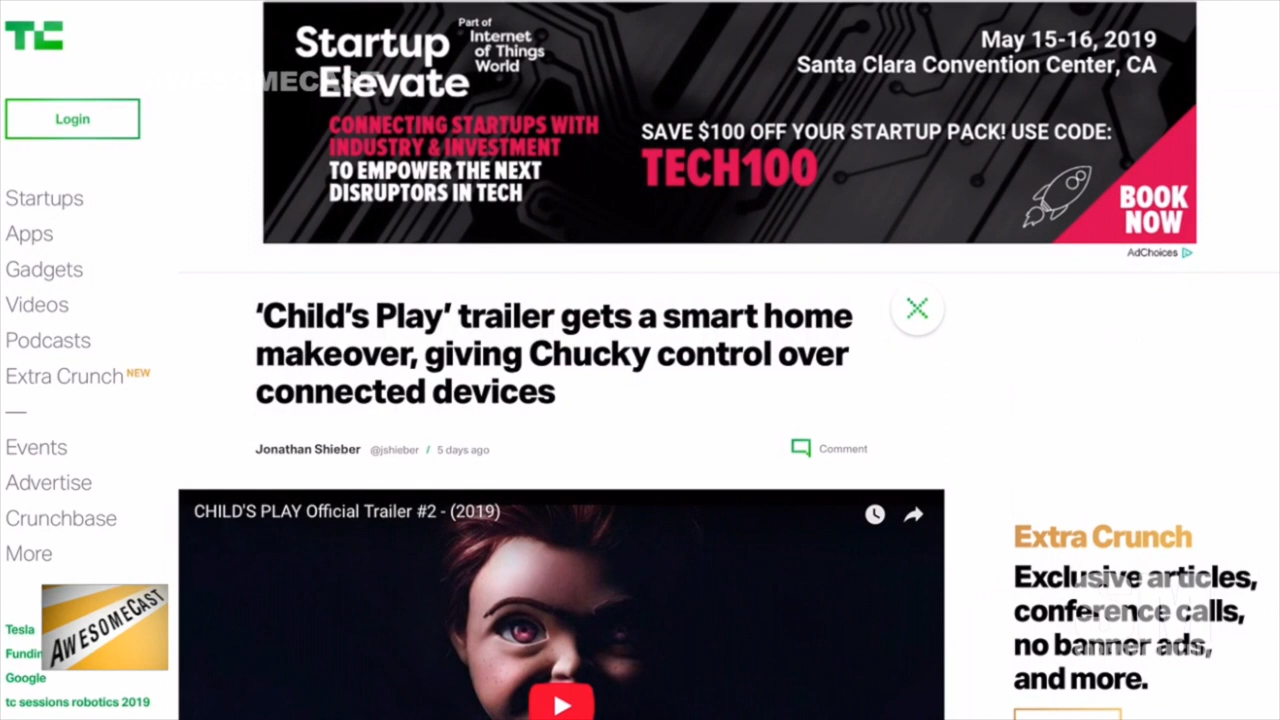 TC
Login
Startups
Apps
Gadgets
Videos
Podcasts
Extra Crunch NEW
—
Events
Advertise
Crunchbase
More
Tesla
Fundin
Google
tc sessions robotics 2019
AWESOMECAST
Startup
Elevate
Part of
Internet
of Things
World
CONNECTING STARTUPS WITH
INDUSTRY & INVESTMENT
TO EMPOWER THE NEXT
DISRUPTORS IN TECH
May 15-16, 2019
Santa Clara Convention Center, CA
SAVE $100 OFF YOUR STARTUP PACK! USE CODE:
TECH100
BOOK
NOW
AdChoices
‘Child’s Play’ trailer gets a smart home
makeover, giving Chucky control over
connected devices
Jonathan Shieber @jshieber / 5 days ago
Comment
CHILD'S PLAY Official Trailer #2 - (2019)
Extra Crunch
Exclusive articles,
conference calls,
no banner ads,
and more.